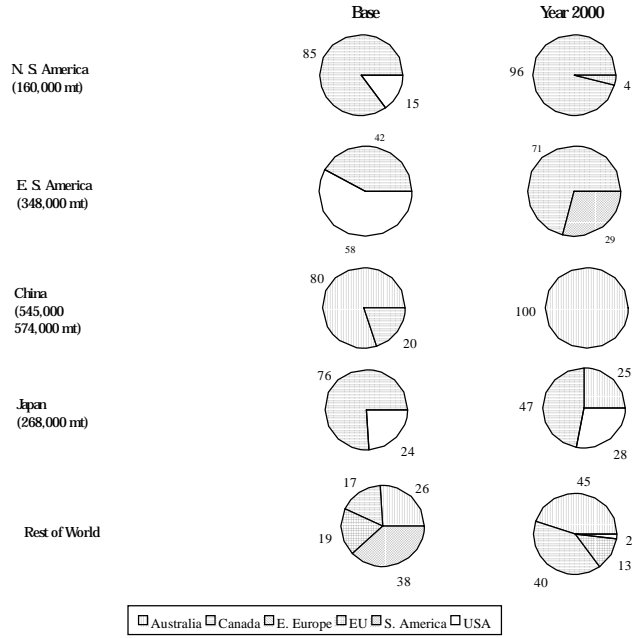 Base Year 2000
N. S. America
(160,000 mt)
85
15
96
4
E. S. America
(348,000 mt)
42
58
71
29
China
(545,000
574,000 mt)
80
20
100
Japan
(268,000 mt)
76
24
25
47
28
Rest of World
17
26
19
38
45
2
13
40
Australia Canada E. Europe EU S. America USA